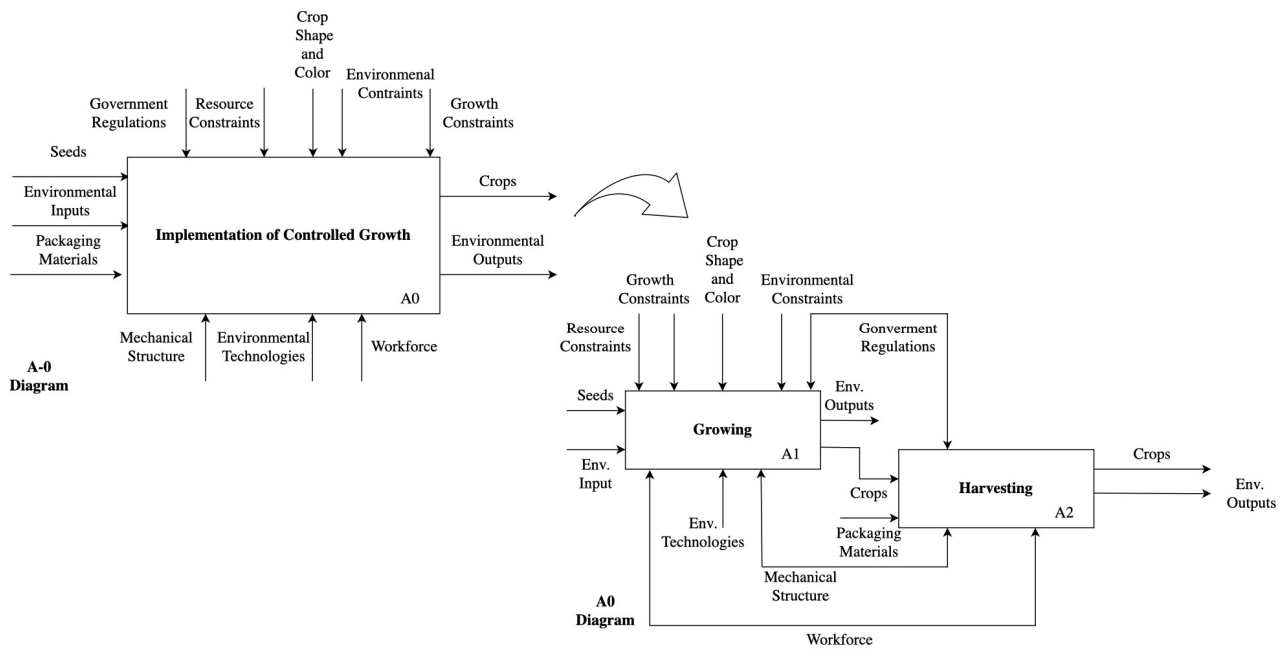 Crop
Shape
and
Color
Environmenal
Contraints
Government
Regulations
Resource
Constraints
Growth
Constraints
Seeds
Environmental
Inputs
Packaging
Materials
Implementation of Controlled Growth
A0
Crops
Environmental
Outputs
Mechanical
Structure
Environmental
Technologies
Workforce
A-0
Diagram
Crop
Shape
and
Color
Growth
Constraints
Environmental
Constraints
Resource
Constraints
Gonverment
Regulations
Seeds
Env.
Input
Growing
A1
Env.
Outputs
Crops
Packaging
Materials
Harvesting
A2
Crops
Env.
Outputs
Env.
Technologies
Mechanical
Structure
A0
Diagram
Workforce